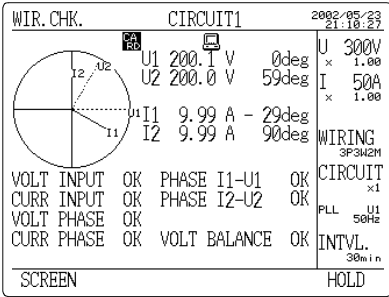 WIR.CHK. CIRCUIT1 2002/05/23
21:10:27
CA
RD
U1 200.1 V 0deg
U2 200.0 V 59deg
I1 9.99 A - 29deg
I2 9.99 A 90deg
I2
U2
U1
I1
VOLT INPUT OK PHASE I1-U1 OK
CURR INPUT OK PHASE I2-U2 OK
VOLT PHASE OK
CURR PHASE OK VOLT BALANCE OK
U 300V
× 1.00
I 50A
× 1.00
WIRING
3P3W2M
CIRCUIT
×1
PLL U1
50Hz
INTVL.
30min
SCREEN HOLD